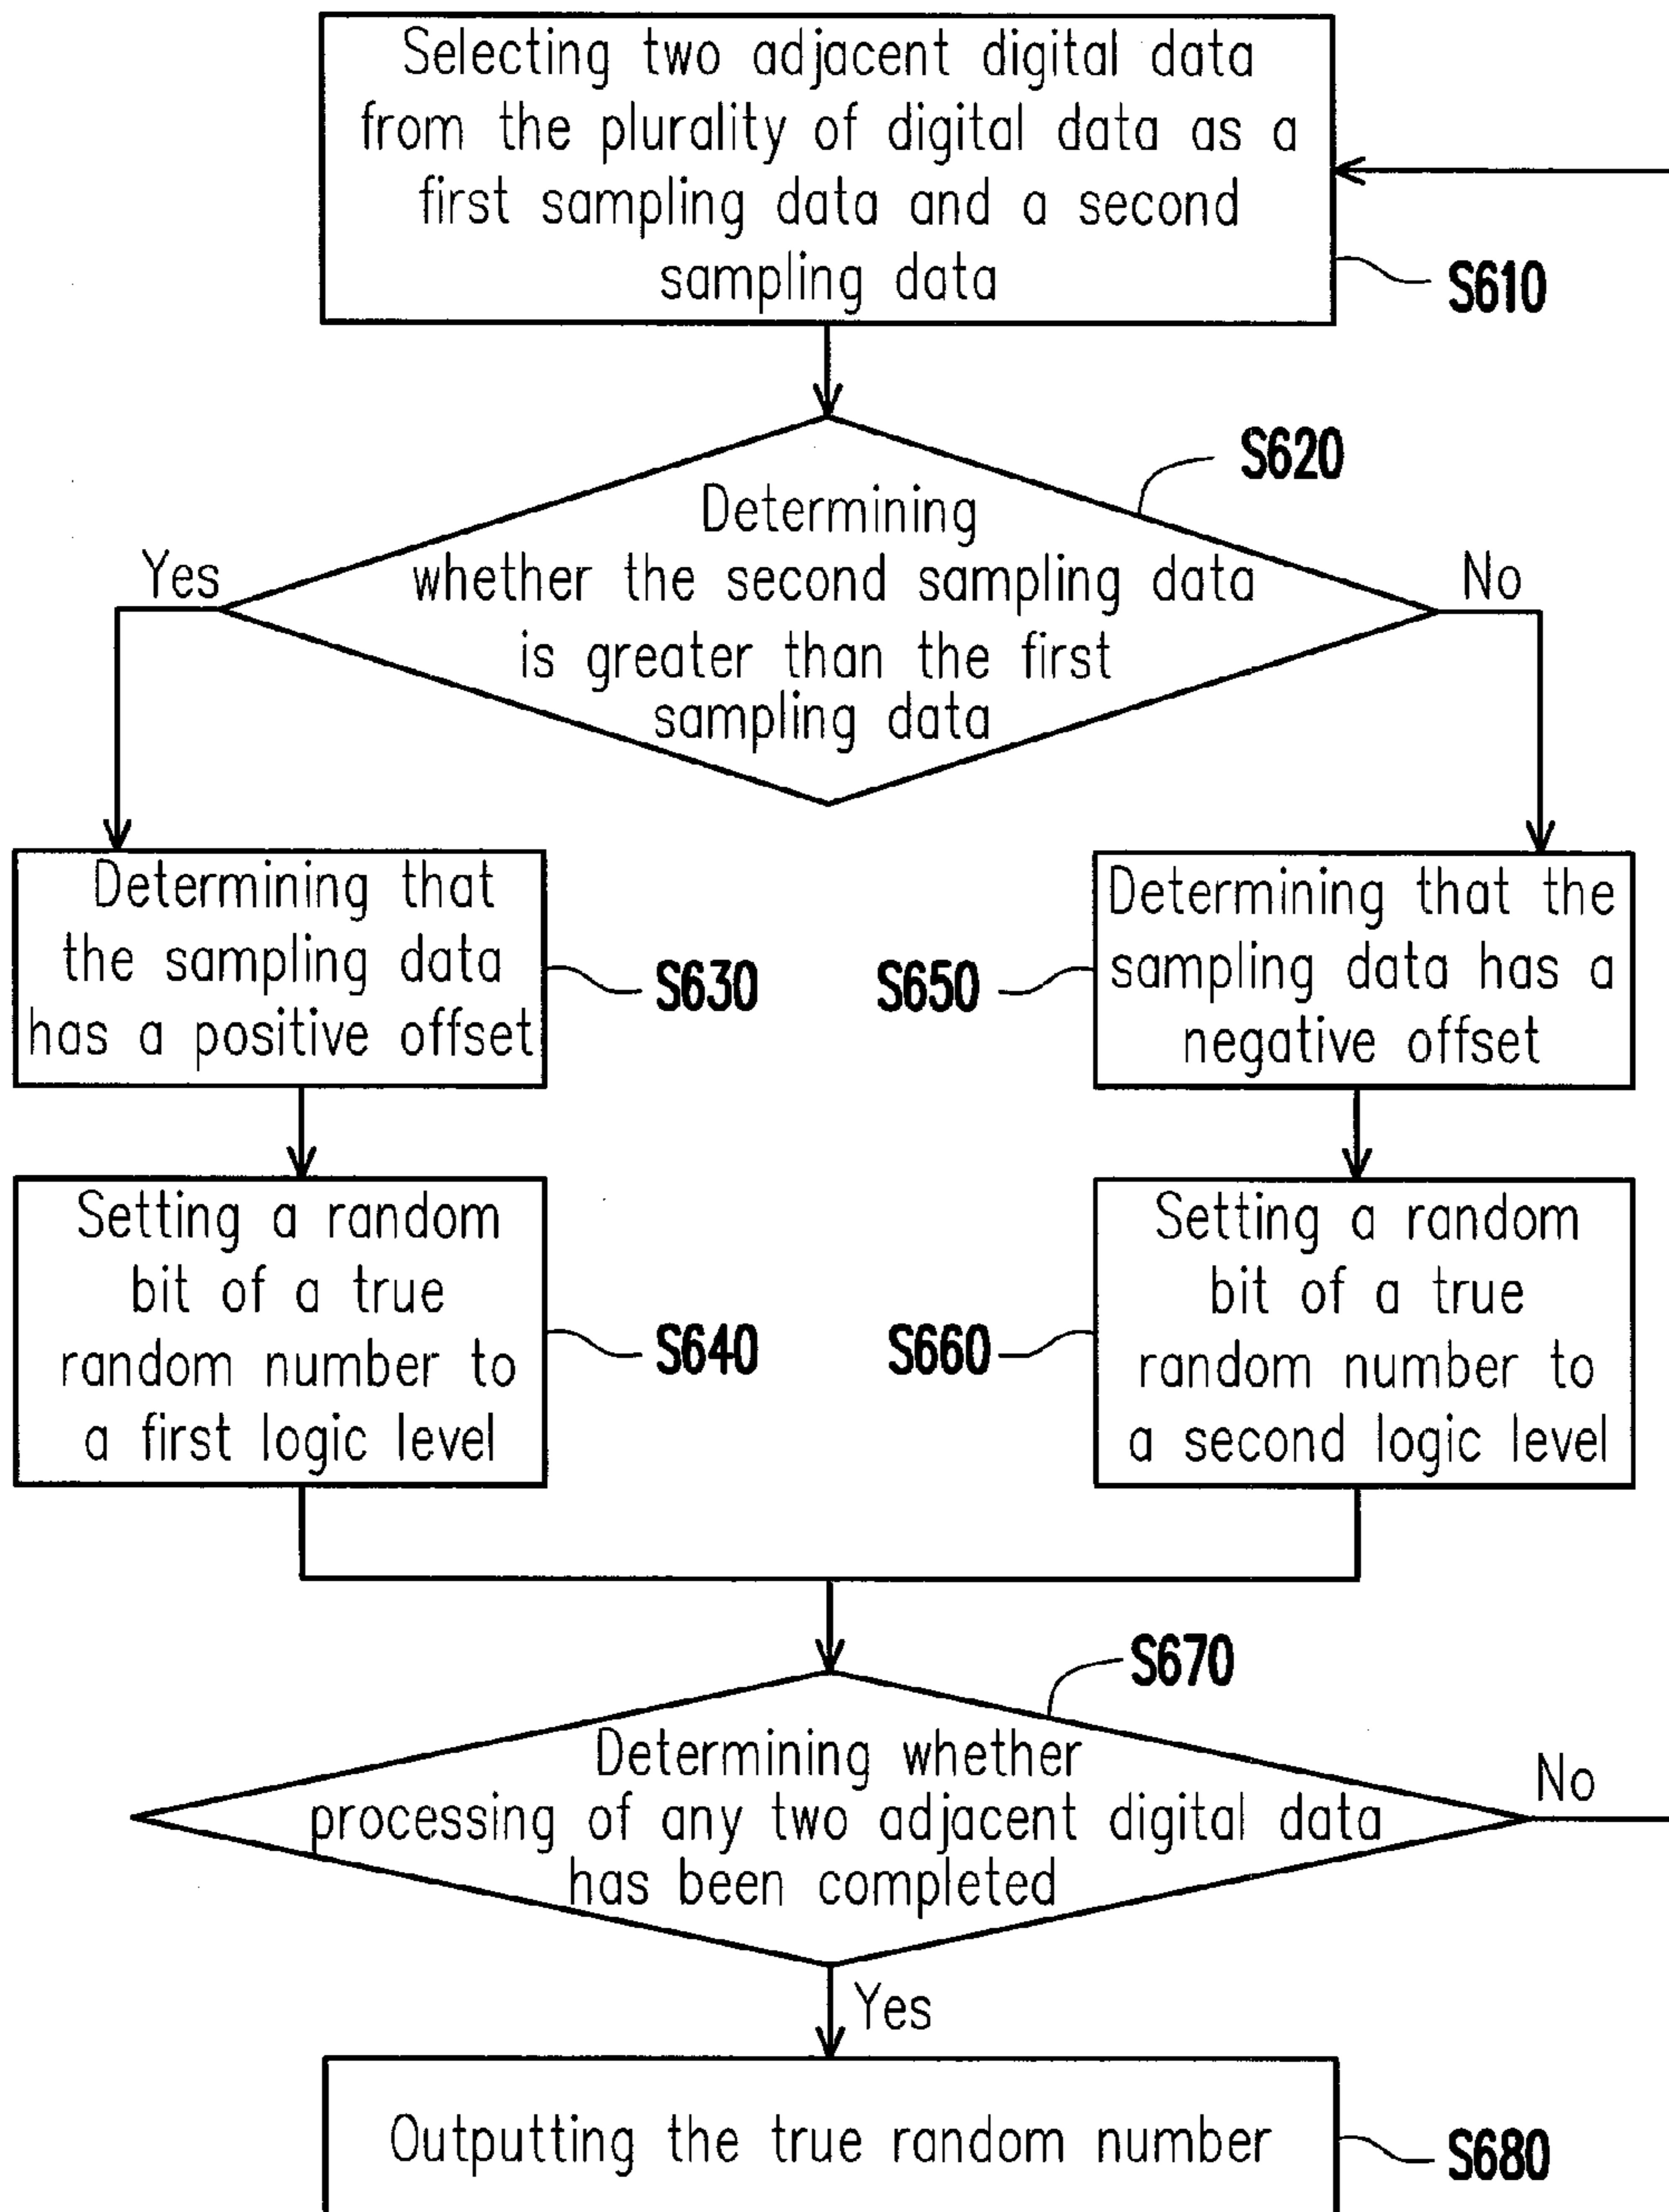 Selecting two adjacent digital data
from the plurality of digital data as a
first sampling data and a second
sampling data
S610
S620
Determining
whether the second sampling data
is greater than the first
sampling data
Yes
No
Determining that
the sampling data
has a positive offset
S630
S650
Determining that the
sampling data has a
negative offset
Setting a random
bit of a true
random number to
a first logic level
S640
S660
Setting a random
bit of a true
random number to
a second logic level
S670
Determining whether
processing of any two adjacent digital data
has been completed
No
Yes
Outputting the true random number
S680